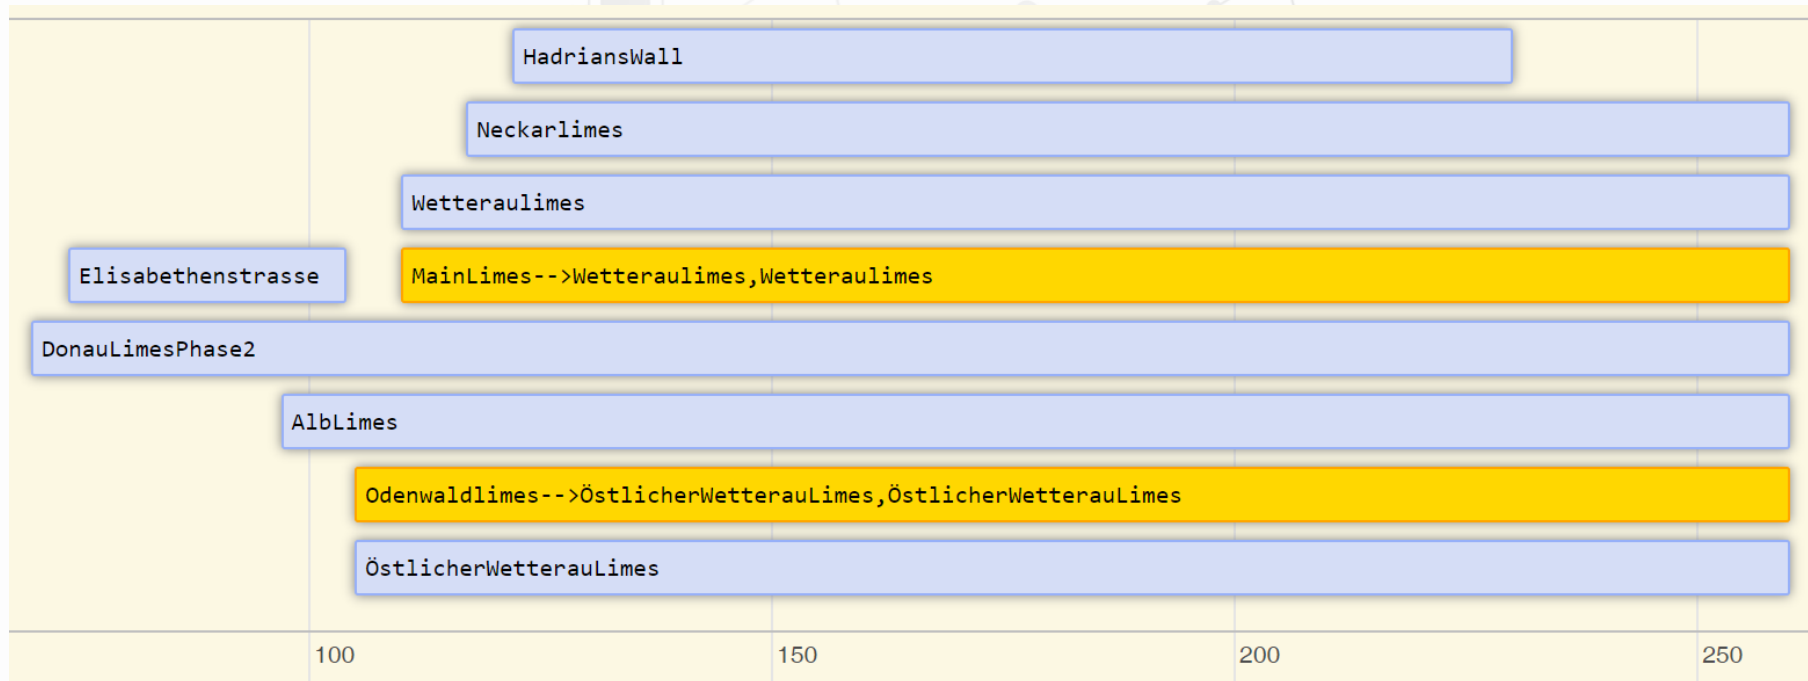 HadriansWall
Neckarlimes
Wetteraulimes
Elisabethenstrasse
MainLimes-->Wetteraulimes,Wetteraulimes
DonauLimesPhase2
AlbLimes
Odenwaldlimes-->ÖstlicherWetterauLimes,ÖstlicherWetterauLimes
ÖstlicherWetterauLimes
100 150 200 250